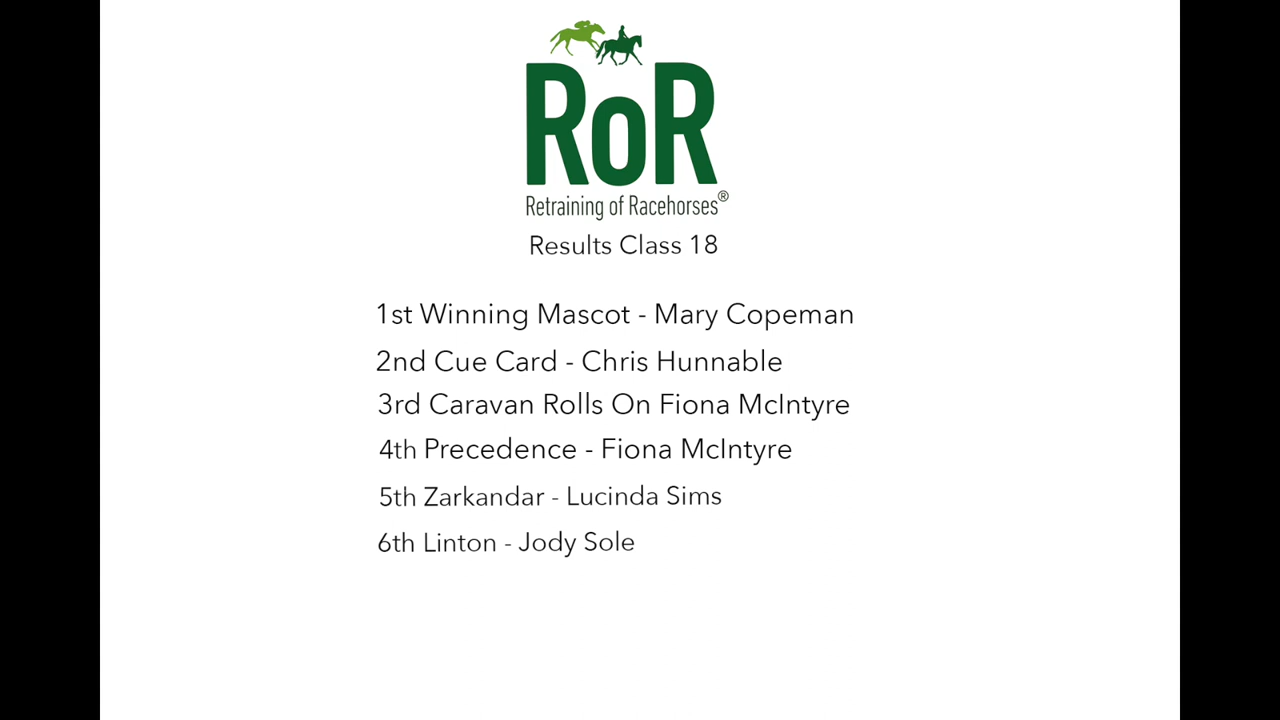 RoR
Retraining of Racehorses®
Results Class 18
1st Winning Mascot - Mary Copeman
2nd Cue Card - Chris Hunnable
3rd Caravan Rolls On Fiona McIntyre
4th Precedence - Fiona McIntyre
5th Zarkandar - Lucinda Sims
6th Linton - Jody Sole